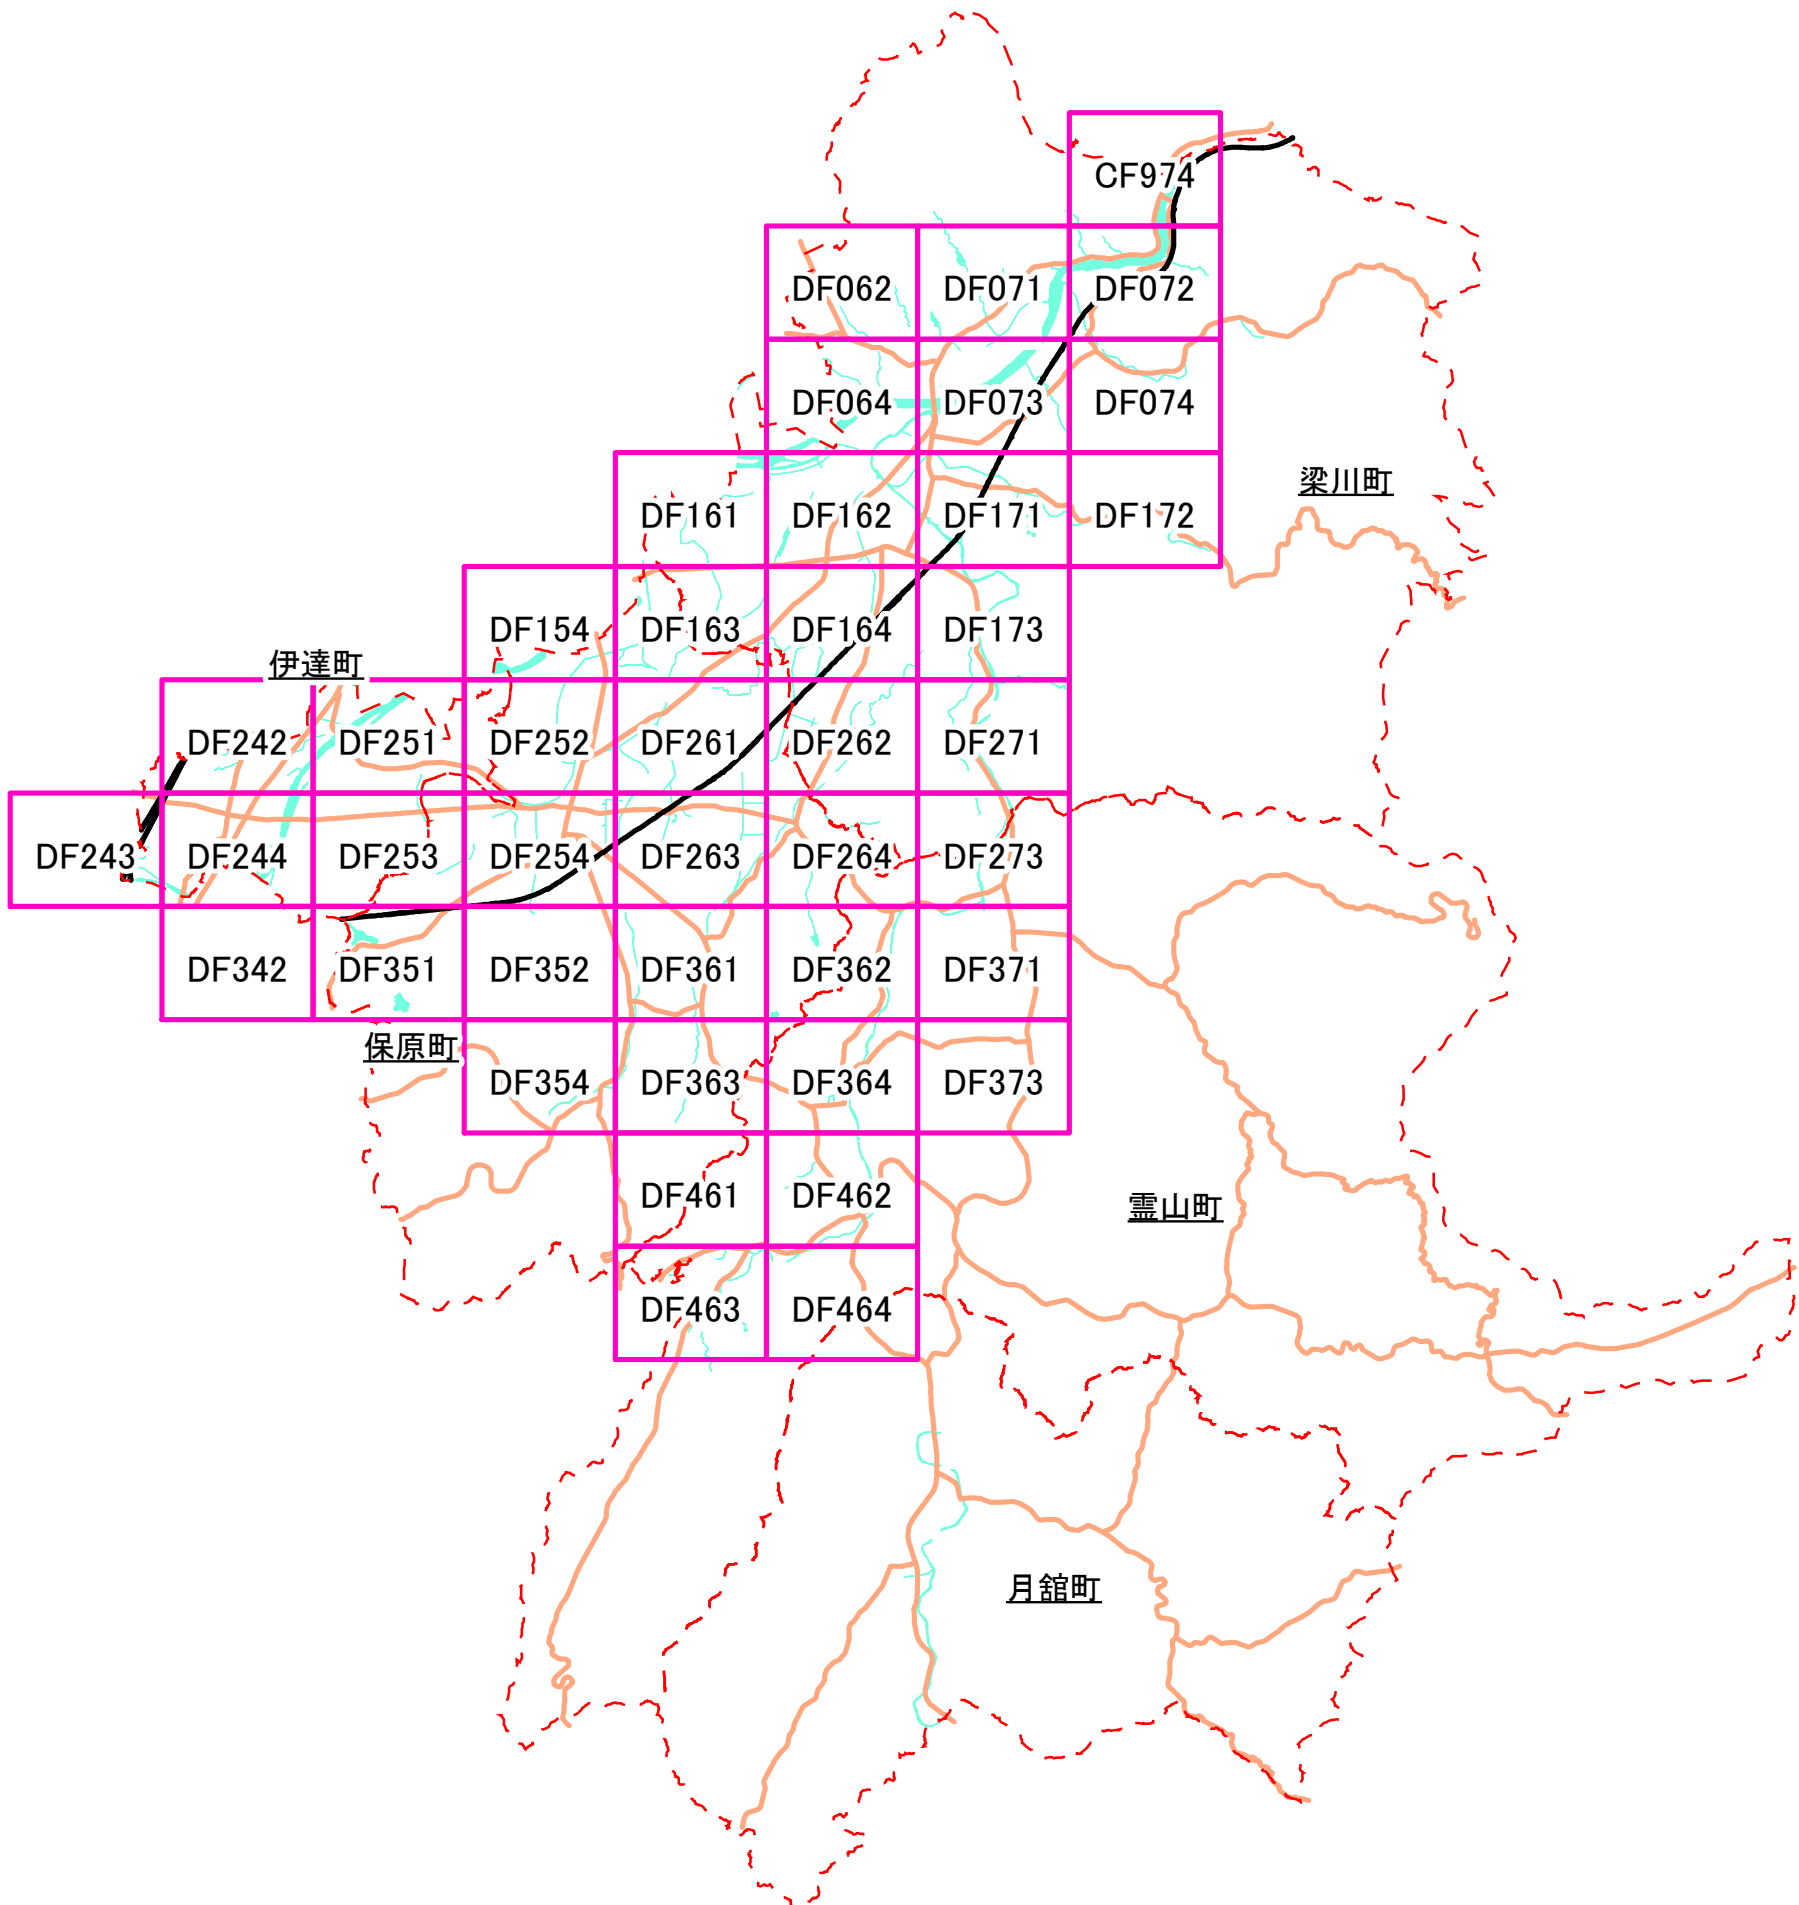 CF974
DF062 DF071 DF072
DF064 DF073 DF074
梁川町
DF161 DF162 DF171 DF172
DF154 DF163 DF164 DF173
伊達町
DF242 DF251 DF252 DF261 DF262 DF271
DF243 DF244 DF253 DF254 DF263 DF264 DF273
DF342 DF351 DF352 DF361 DF362 DF371
保原町
DF354 DF363 DF364 DF373
DF461 DF462
霊山町
DF463 DF464
月舘町